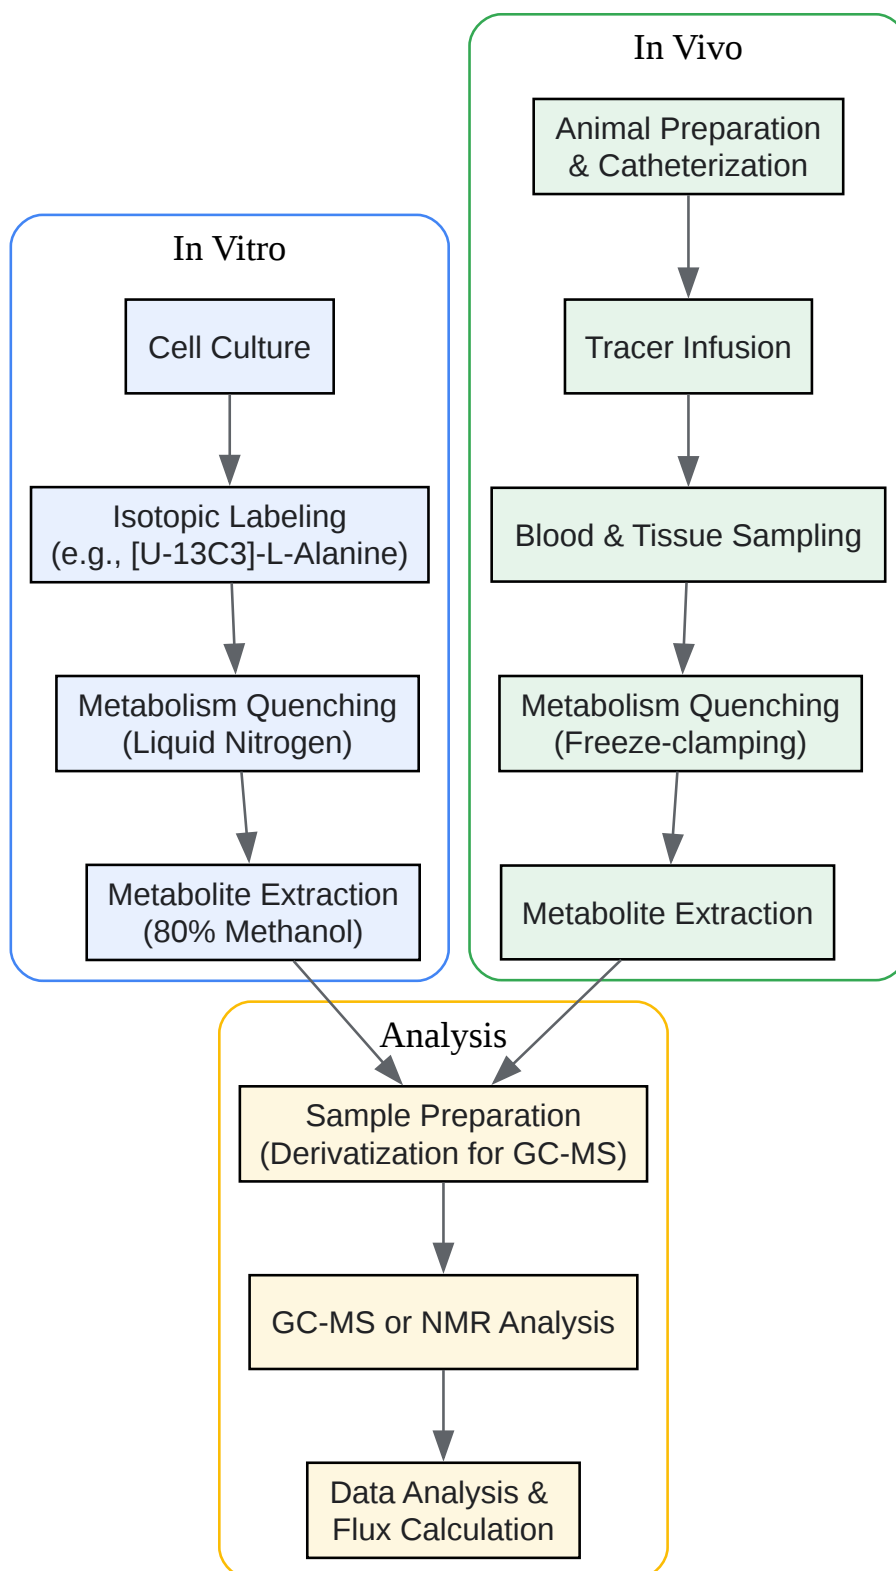 In Vitro
Cell Culture
Isotopic Labeling
(e.g., [U-13C3]-L-Alanine)
Metabolism Quenching
(Liquid Nitrogen)
Metabolite Extraction
(80% Methanol)
In Vivo
Animal Preparation
& Catheterization
Tracer Infusion
Blood & Tissue Sampling
Metabolism Quenching
(Freeze-clamping)
Metabolite Extraction
Analysis
Sample Preparation
(Derivatization for GC-MS)
GC-MS or NMR Analysis
Data Analysis &
Flux Calculation